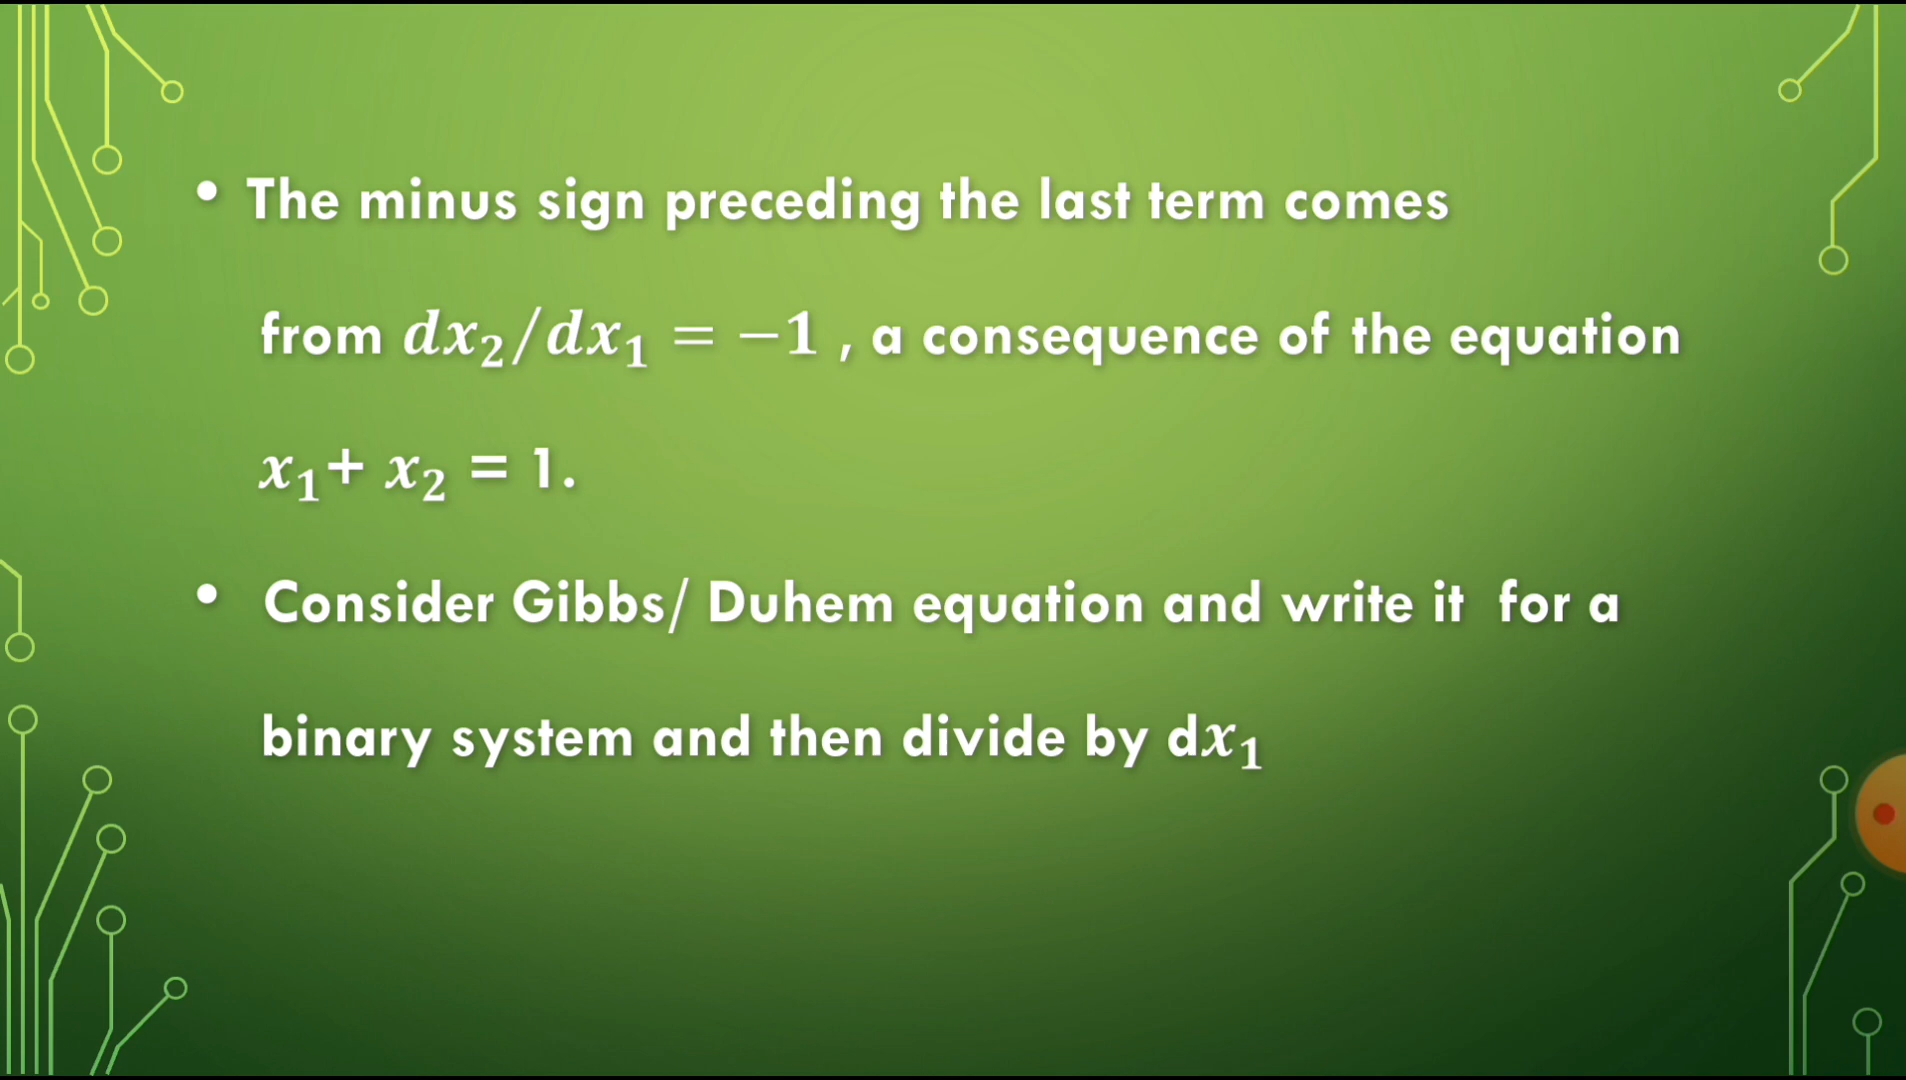 • The minus sign preceding the last term comes
from dx₂/dx₁ = −1 , a consequence of the equation
x₁+ x₂ = 1.
• Consider Gibbs/ Duhem equation and write it for a
binary system and then divide by dx₁